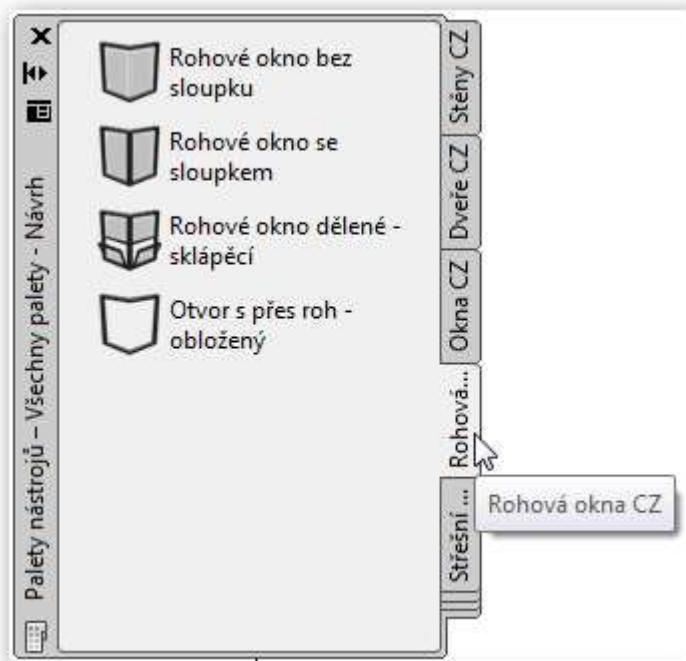 Palety nástrojů – Všechny palety - Návrh
Rohové okno bez
sloupku
Rohové okno se
sloupkem
Rohové okno dělené -
sklápěcí
Otvor s přes roh -
obložený
Stěny CZ
Dveře CZ
Okna CZ
Rohová...
Střešní ...
Rohová okna CZ